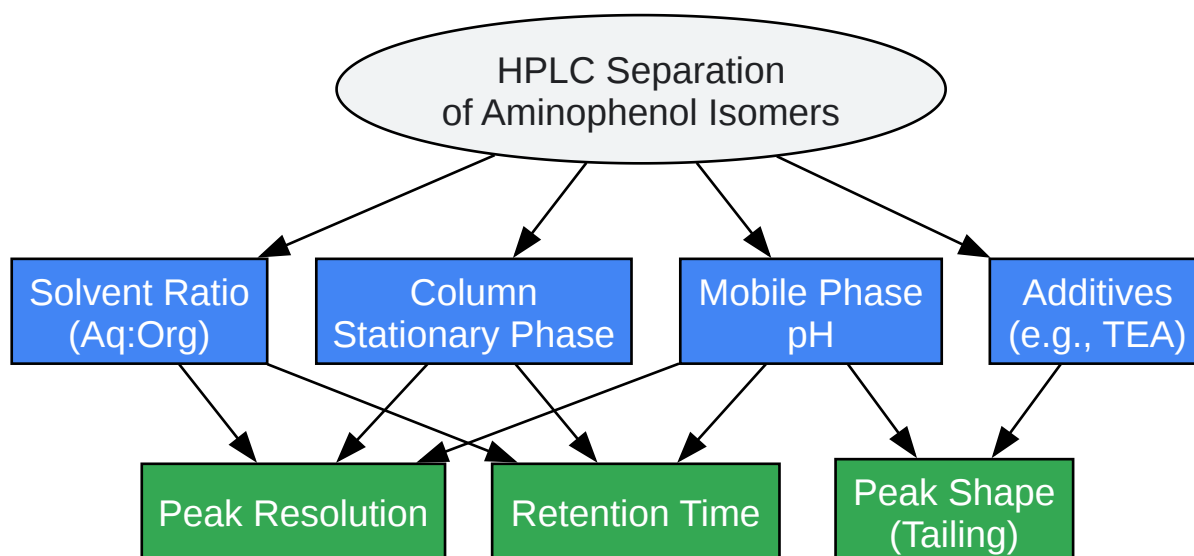 HPLC Separation
of Aminophenol Isomers
Solvent Ratio
(Aq:Org)
Column
Stationary Phase
Mobile Phase
pH
Additives
(e.g., TEA)
Peak Resolution
Retention Time
Peak Shape
(Tailing)